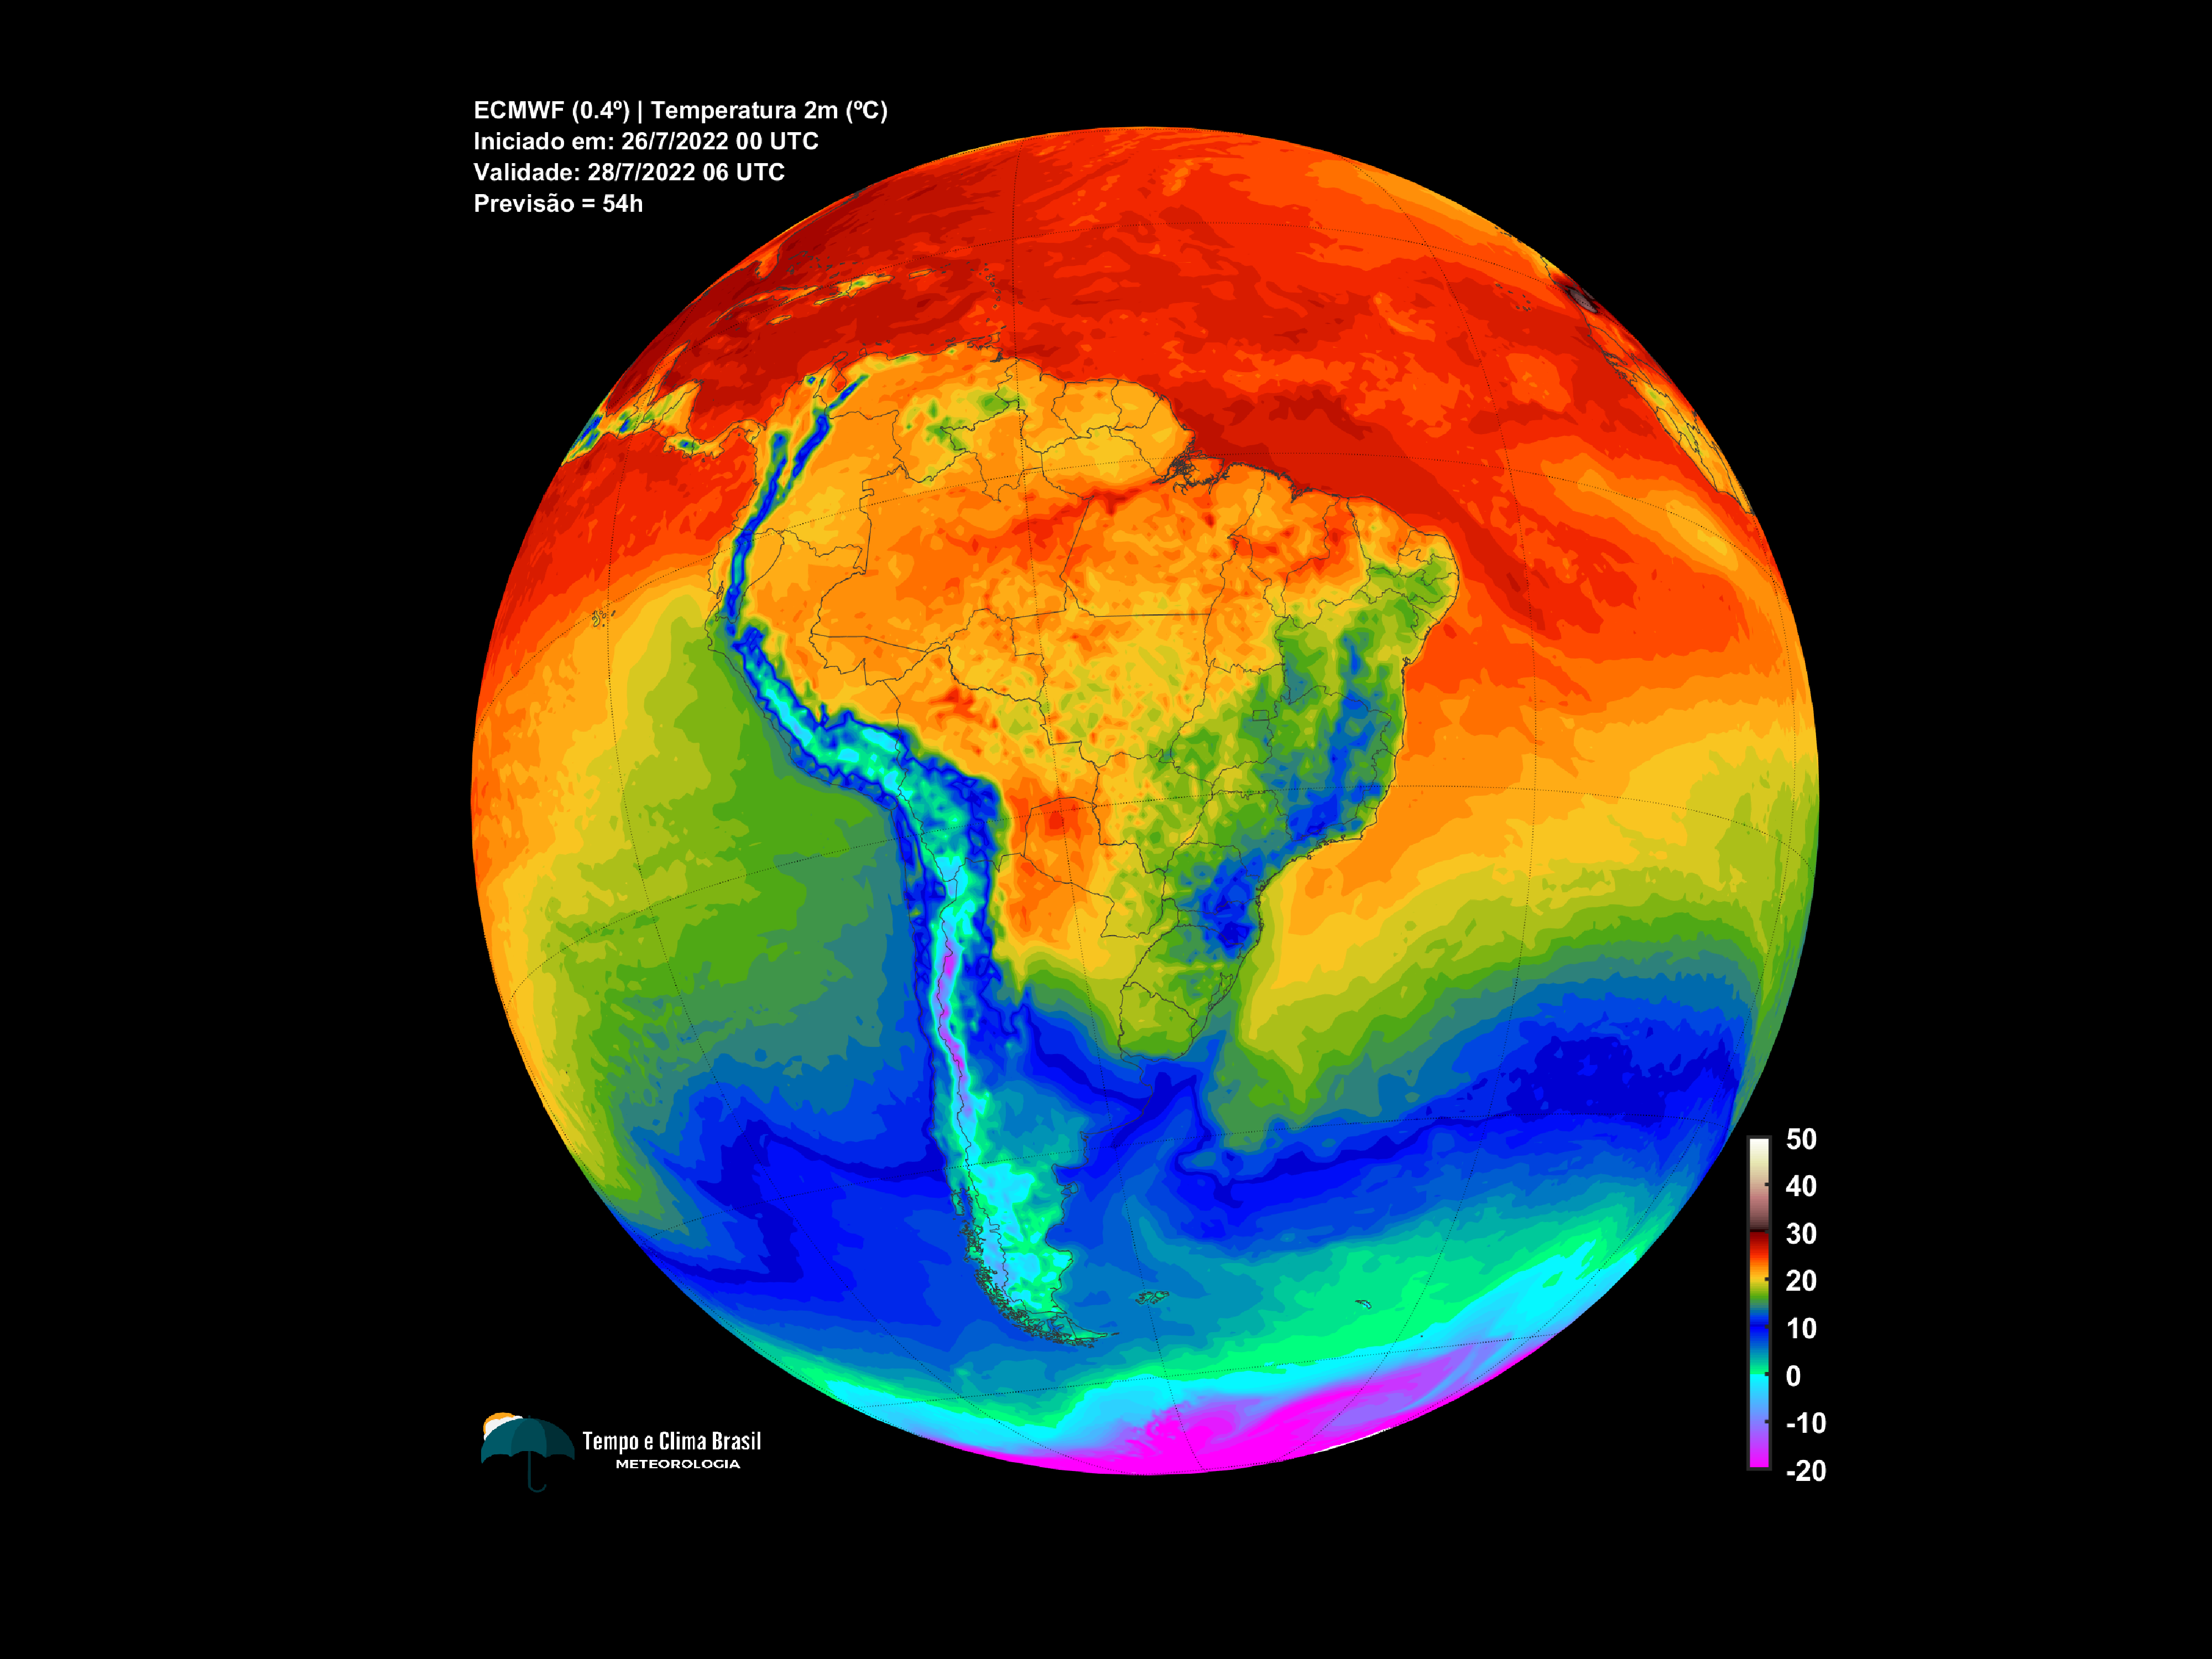 ECMWF (0.4º) | Temperatura 2m (ºC)
Iniciado em: 26/7/2022 00 UTC
Validade: 28/7/2022 06 UTC
Previsão = 54h
50
40
30
20
10
0
-10
-20
Tempo e Clima Brasil
METEOROLOGIA